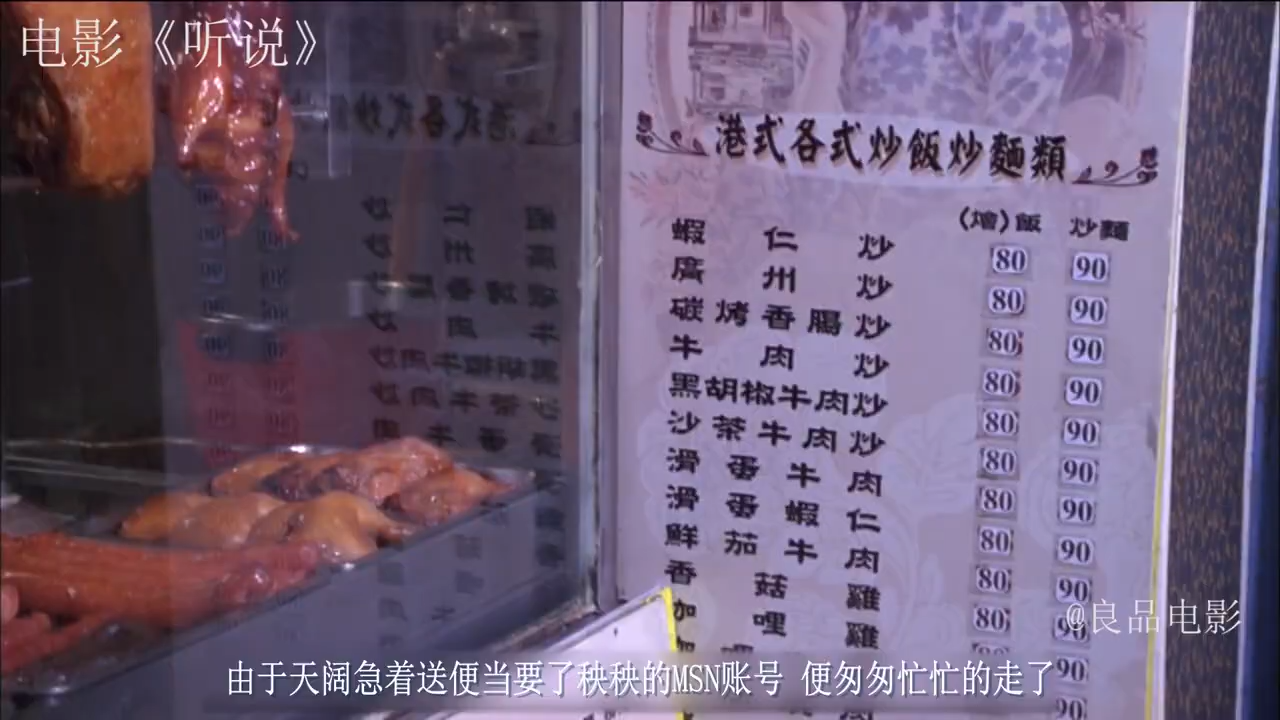 电影《听说》
港式各式炒飯炒麵類
(燴)飯 炒麵
蝦仁炒 80 90
廣州炒 80 90
碳烤香腸炒 80 90
牛肉炒 80 90
黑胡椒牛肉炒 80 90
沙茶牛肉炒 80 90
滑蛋牛肉 80 90
滑蛋蝦仁 80 90
鮮茄牛肉 80 90
香菇雞 80 90
咖哩雞
90
90
@良品电影
由于天阔急着送便当要了秧秧的MSN账号 便匆匆忙忙的走了